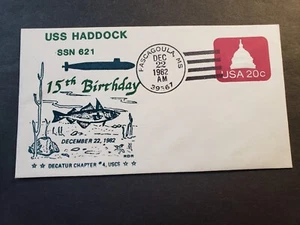 USS HADDOCK
SSN 621
15th Birthday
DECEMBER 22, 1982
★ ★ DECATUR CHAPTER #4, USCS ★ ★
PASCAGOULA, MS
DEC
22
1982
AM
39567
USA 20c